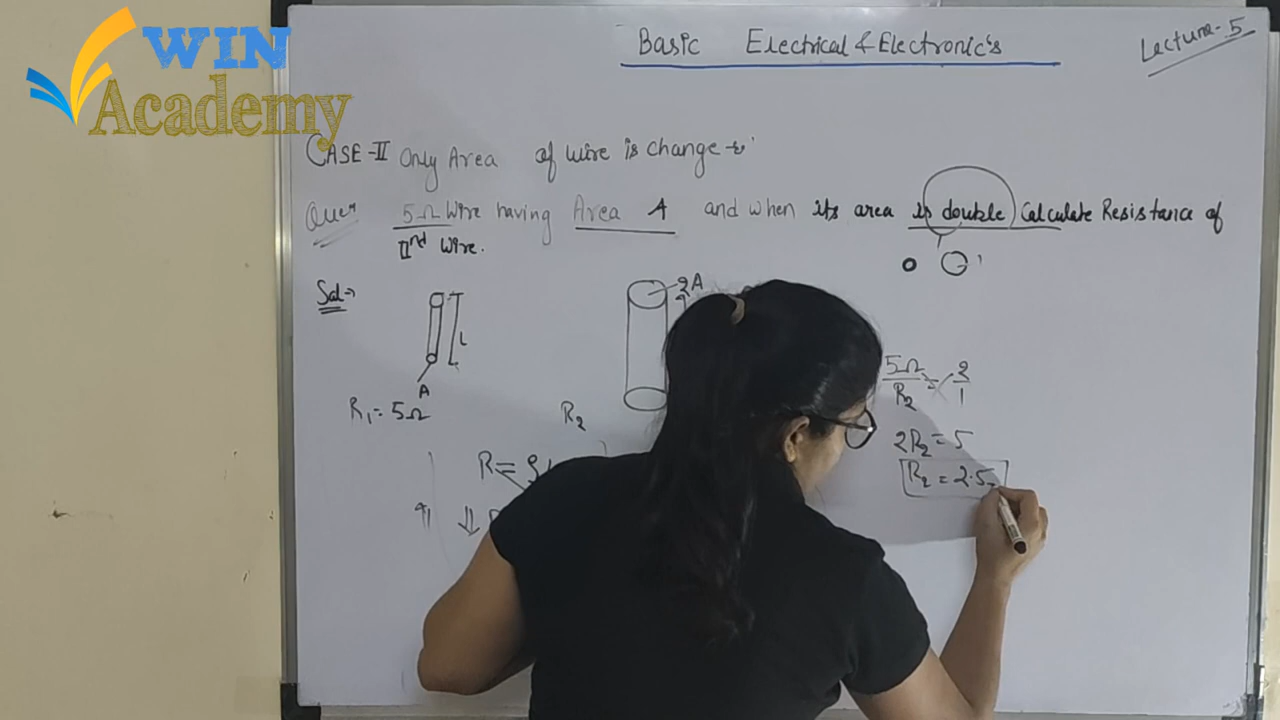 WIN
Academy
Basic Electrical & Electronic's
Lecture-5
CASE-II Only Area of wire is change
Ques 5Ω wire having Area A and when its area is double Calculate Resistance of
IInd wire.
Sol→
2A
L
A
R1 = 5Ω
R2
R =
5Ω/R2 = 2/1
2R2 = 5
R2 = 2.5